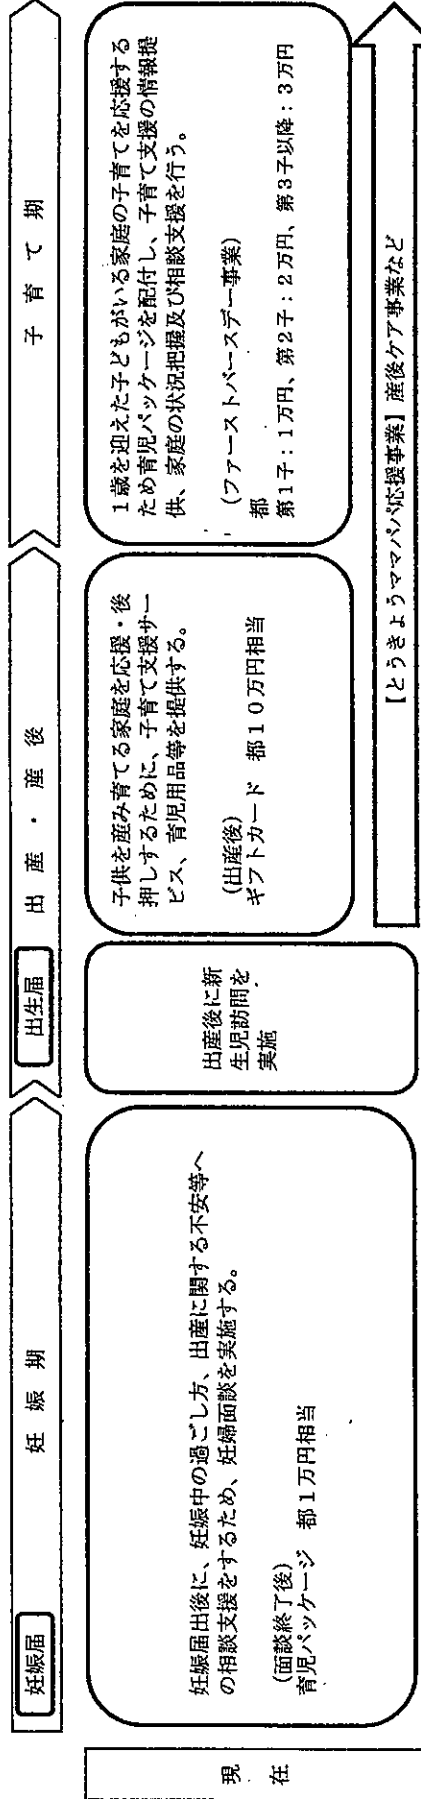 妊娠届
妊 娠 期
出生届
出 産 ・ 産 後
子 育 て 期
現 在
妊娠届出後に、妊娠中の過ごし方、出産に関する不安等へ
の相談支援をするため、妊婦面談を実施する。
(面談終了後)
育児パッケージ 都1万円相当
出産後に新
生児訪問を
実施
子供を産み育てる家庭を応援・後
押しするために、子育て支援サー
ビス、育児用品等を提供する。
(出産後)
ギフトカード 都10万円相当
1歳を迎えた子どもがいる家庭の子育てを応援する
ため育児パッケージを配付し、子育て支援の情報提
供、家庭の状況把握及び相談支援を行う。
(ファーストバースデー事業)
都
第1子:1万円、第2子:2万円、第3子以降:3万円
【とうきょうママパパ応援事業】産後ケア事業など